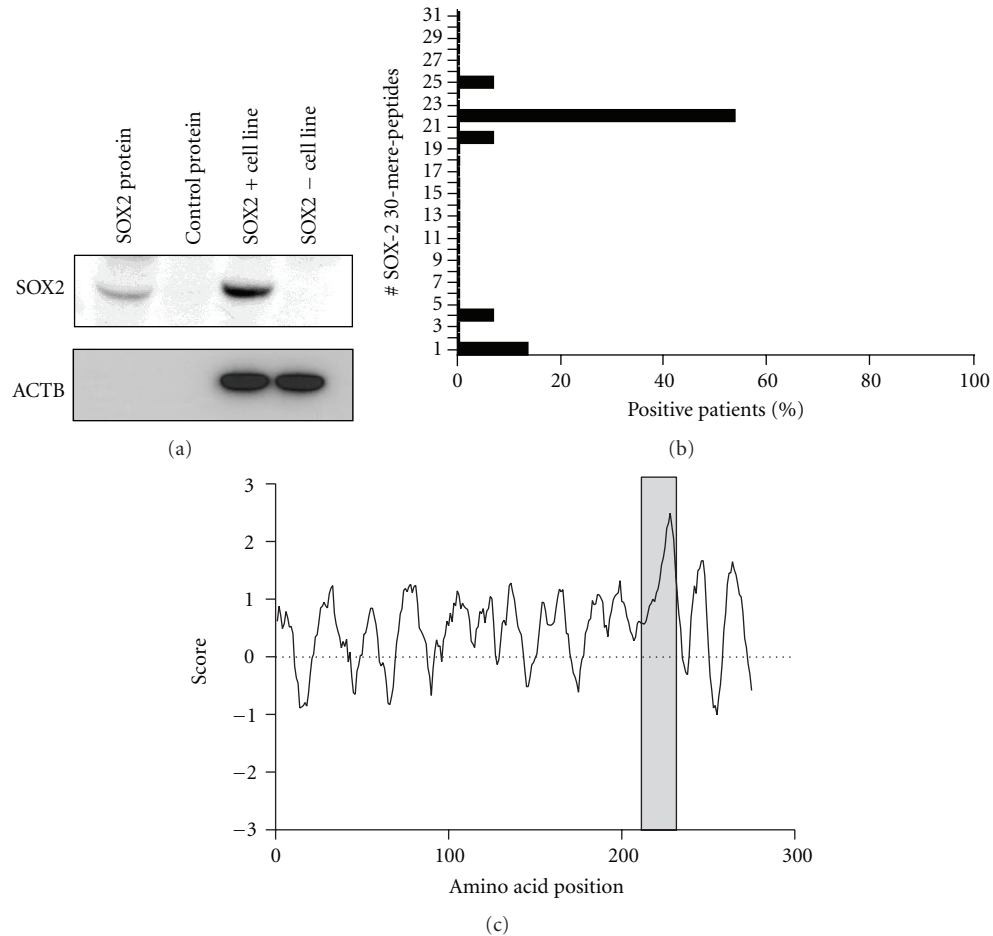 SOX2 protein
Control protein
SOX2 + cell line
SOX2 − cell line
SOX2
ACTB
(a)
# SOX-2 30-mere-peptides
31
29
27
25
23
21
19
17
15
13
11
9
7
5
3
1
0 20 40 60 80 100
Positive patients (%)
(b)
Score
3
2
1
0
−1
−2
−3
0 100 200 300
Amino acid position
(c)